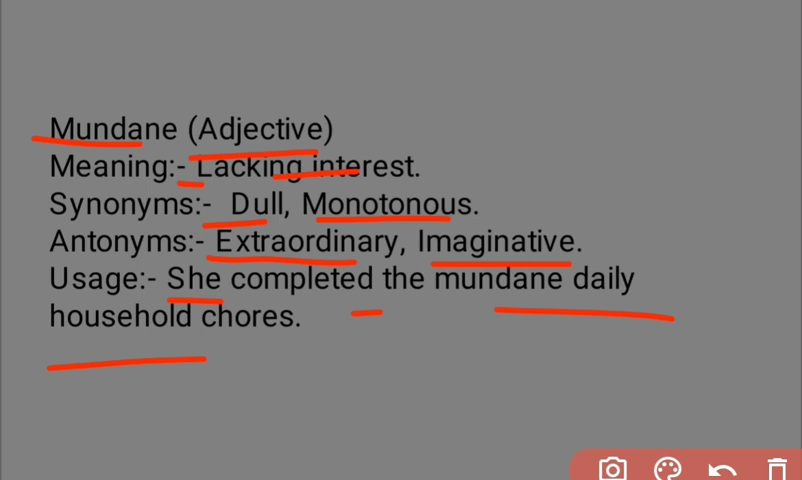 Mundane (Adjective)
Meaning:- Lacking interest.
Synonyms:- Dull, Monotonous.
Antonyms:- Extraordinary, Imaginative.
Usage:- She completed the mundane daily
household chores.